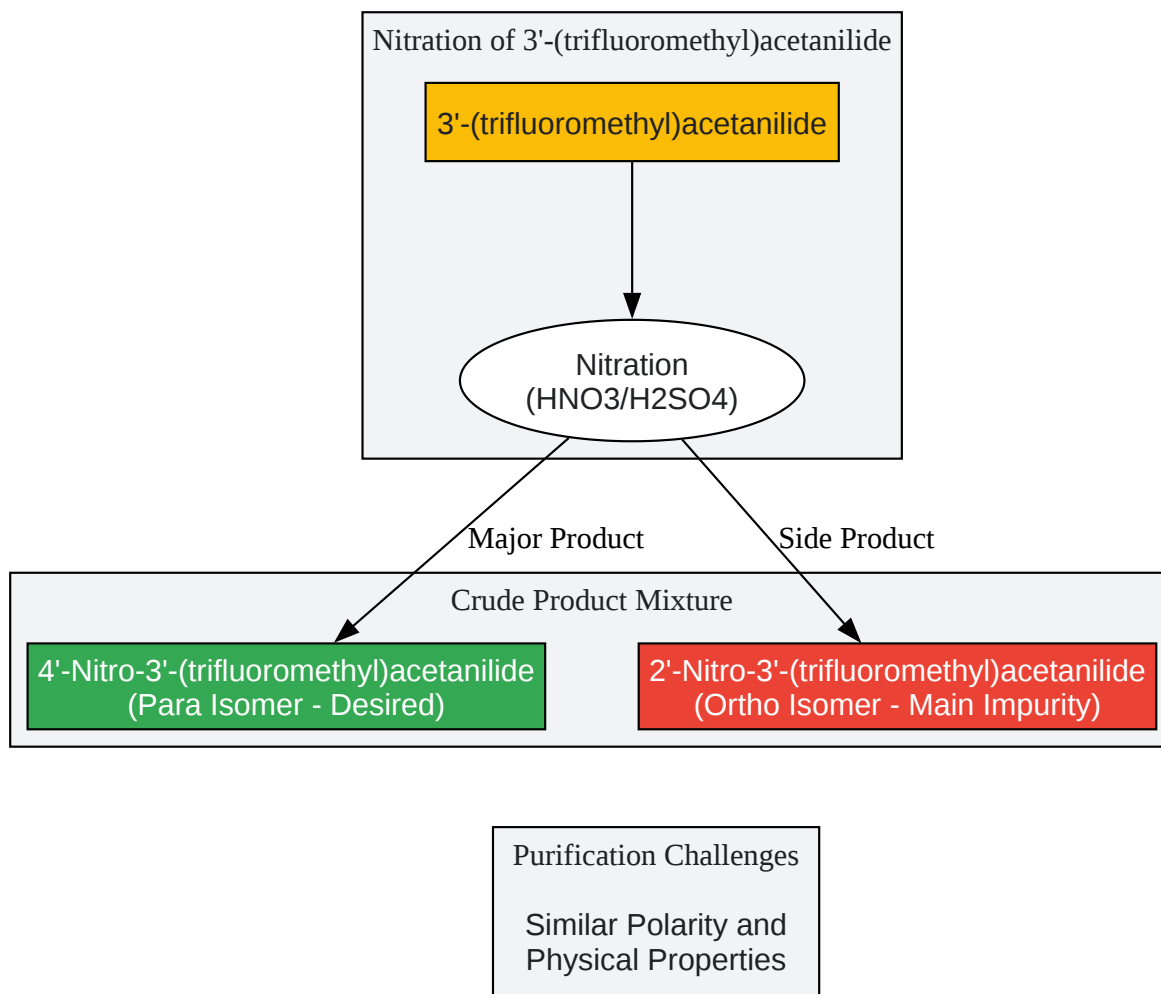 Nitration of 3'-(trifluoromethyl)acetanilide
3'-(trifluoromethyl)acetanilide
Nitration
(HNO3/H2SO4)
Major Product
Side Product
Crude Product Mixture
4'-Nitro-3'-(trifluoromethyl)acetanilide
(Para Isomer - Desired)
2'-Nitro-3'-(trifluoromethyl)acetanilide
(Ortho Isomer - Main Impurity)
Purification Challenges
Similar Polarity and
Physical Properties